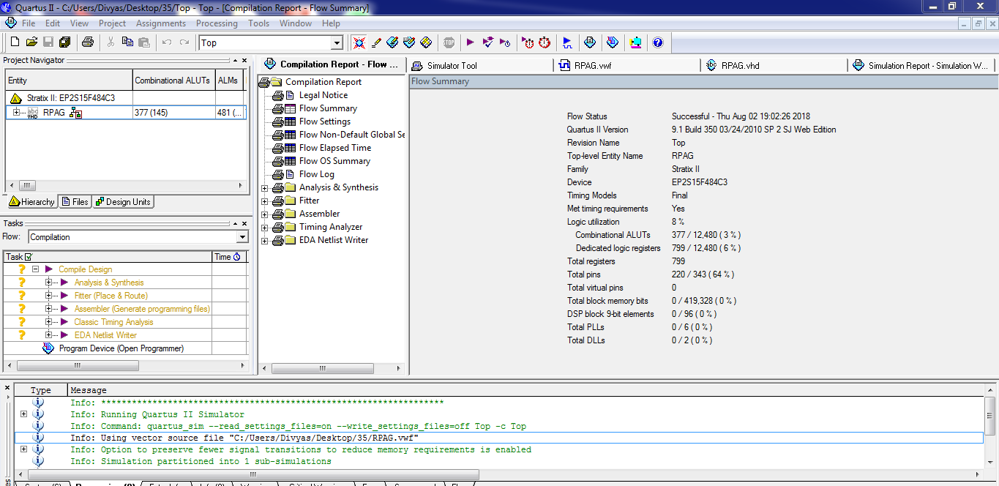 Quartus II - C:/Users/Divyas/Desktop/35/Top - Top - [Compilation Report - Flow Summary]
File Edit View Project Assignments Processing Tools Window Help
Top
Project Navigator
Entity Combinational ALUTs ALMs
Stratix II: EP2S15F484C3
RPAG 377 (145) 481 (...
Hierarchy Files Design Units
Tasks
Flow: Compilation
Task Time
Compile Design
Analysis & Synthesis
Fitter (Place & Route)
Assembler (Generate programming files)
Classic Timing Analysis
EDA Netlist Writer
Program Device (Open Programmer)
Compilation Report - Flow ... Simulator Tool RPAG.vwf RPAG.vhd Simulation Report - Simulation W...
Compilation Report
Legal Notice
Flow Summary
Flow Settings
Flow Non-Default Global Se
Flow Elapsed Time
Flow OS Summary
Flow Log
Analysis & Synthesis
Fitter
Assembler
Timing Analyzer
EDA Netlist Writer
Flow Summary
Flow Status Successful - Thu Aug 02 19:02:26 2018
Quartus II Version 9.1 Build 350 03/24/2010 SP 2 SJ Web Edition
Revision Name Top
Top-level Entity Name RPAG
Family Stratix II
Device EP2S15F484C3
Timing Models Final
Met timing requirements Yes
Logic utilization 8 %
Combinational ALUTs 377 / 12,480 ( 3 % )
Dedicated logic registers 799 / 12,480 ( 6 % )
Total registers 799
Total pins 220 / 343 ( 64 % )
Total virtual pins 0
Total block memory bits 0 / 419,328 ( 0 % )
DSP block 9-bit elements 0 / 96 ( 0 % )
Total PLLs 0 / 6 ( 0 % )
Total DLLs 0 / 2 ( 0 % )
Type Message
Info: *******************************************************************
Info: Running Quartus II Simulator
Info: Command: quartus_sim --read_settings_files=on --write_settings_files=off Top -c Top
Info: Using vector source file "C:/Users/Divyas/Desktop/35/RPAG.vwf"
Info: Option to preserve fewer signal transitions to reduce memory requirements is enabled
Info: Simulation partitioned into 1 sub-simulations